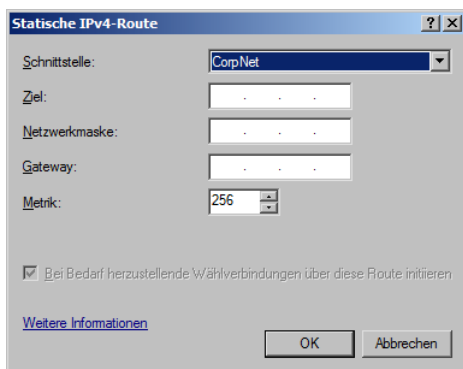 Statische IPv4-Route
Schnittstelle: CorpNet
Ziel: . . .
Netzwerkmaske: . . .
Gateway: . . .
Metrik: 256
Bei Bedarf herzustellende Wählverbindungen über diese Route initiieren
Weitere Informationen
OK Abbrechen